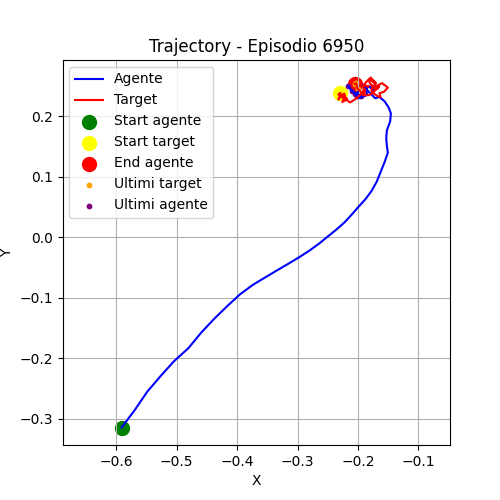 Trajectory - Episodio 6950
Agente
Target
Start agente
Start target
End agente
Ultimi target
Ultimi agente
0.2
0.1
0.0
−0.1
−0.2
−0.3
Y
−0.6
−0.5
−0.4
−0.3
−0.2
−0.1
X